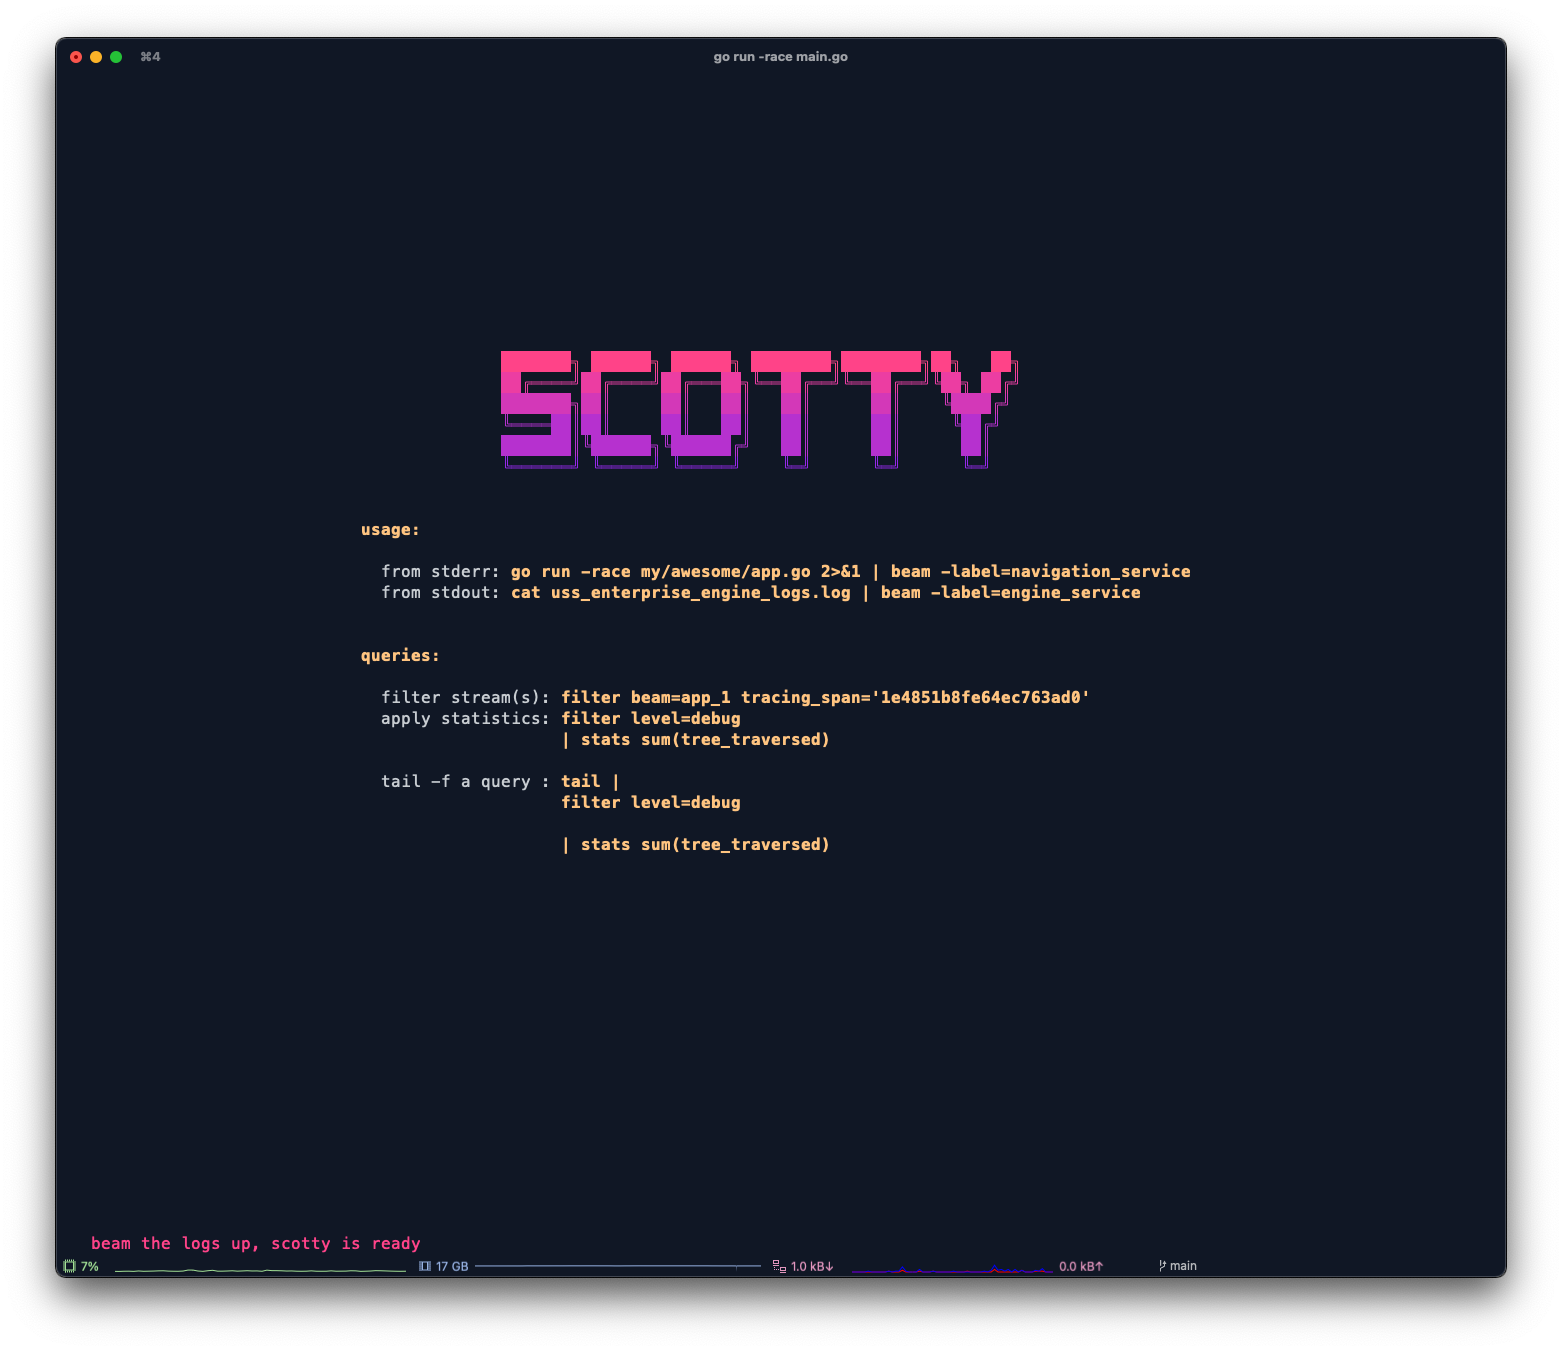 ⌘4
go run -race main.go
SCOTTY
usage:
from stderr: go run -race my/awesome/app.go 2>&1 | beam -label=navigation_service
from stdout: cat uss_enterprise_engine_logs.log | beam -label=engine_service
queries:
filter stream(s): filter beam=app_1 tracing_span='1e4851b8fe64ec763ad0'
apply statistics: filter level=debug
| stats sum(tree_traversed)
tail -f a query : tail |
filter level=debug
| stats sum(tree_traversed)
beam the logs up, scotty is ready
7% 17 GB 1.0 kB↓ 0.0 kB↑ main